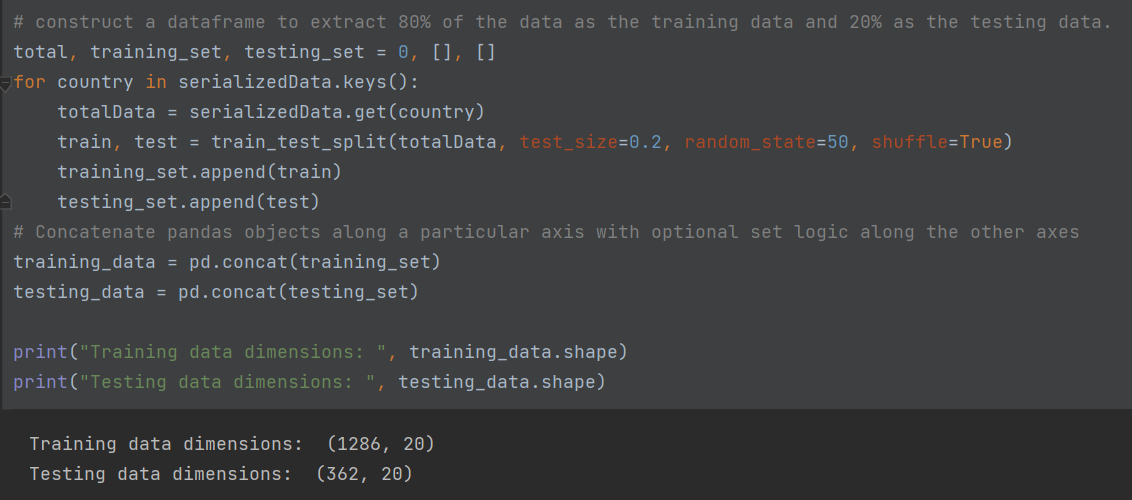 # construct a dataframe to extract 80% of the data as the training data and 20% as the testing data.
total, training_set, testing_set = 0, [], []
for country in serializedData.keys():
    totalData = serializedData.get(country)
    train, test = train_test_split(totalData, test_size=0.2, random_state=50, shuffle=True)
    training_set.append(train)
    testing_set.append(test)
# Concatenate pandas objects along a particular axis with optional set logic along the other axes
training_data = pd.concat(training_set)
testing_data = pd.concat(testing_set)

print("Training data dimensions: ", training_data.shape)
print("Testing data dimensions: ", testing_data.shape)

Training data dimensions:  (1286, 20)
Testing data dimensions:  (362, 20)